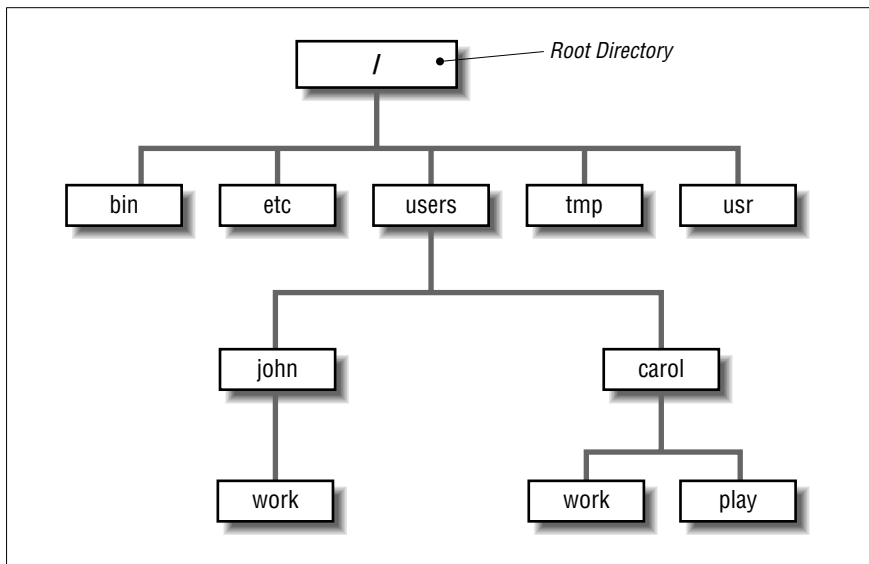 /
Root Directory
bin etc users tmp usr
john carol
work work play